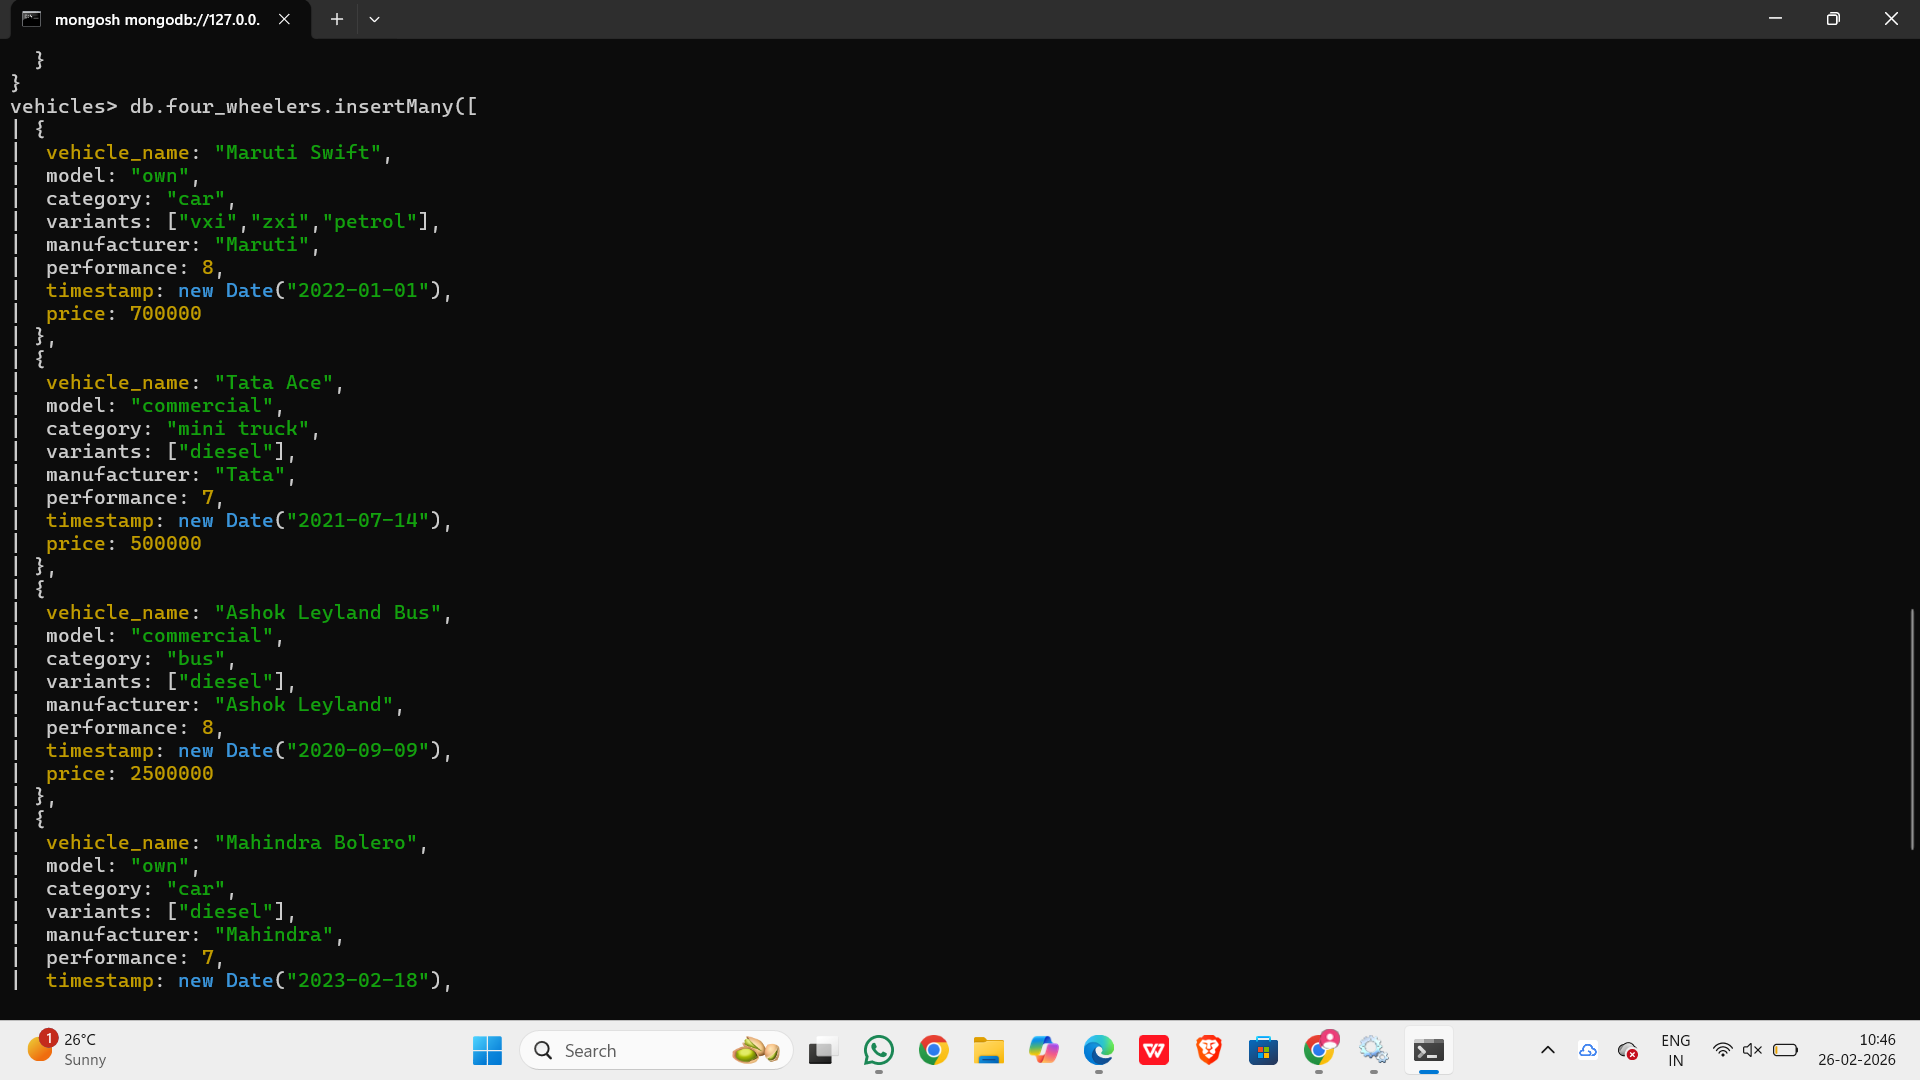 mongosh mongodb://127.0.0.
}
}
vehicles> db.four_wheelers.insertMany([
| {
|  vehicle_name: "Maruti Swift",
|  model: "own",
|  category: "car",
|  variants: ["vxi","zxi","petrol"],
|  manufacturer: "Maruti",
|  performance: 8,
|  timestamp: new Date("2022-01-01"),
|  price: 700000
| },
| {
|  vehicle_name: "Tata Ace",
|  model: "commercial",
|  category: "mini truck",
|  variants: ["diesel"],
|  manufacturer: "Tata",
|  performance: 7,
|  timestamp: new Date("2021-07-14"),
|  price: 500000
| },
| {
|  vehicle_name: "Ashok Leyland Bus",
|  model: "commercial",
|  category: "bus",
|  variants: ["diesel"],
|  manufacturer: "Ashok Leyland",
|  performance: 8,
|  timestamp: new Date("2020-09-09"),
|  price: 2500000
| },
| {
|  vehicle_name: "Mahindra Bolero",
|  model: "own",
|  category: "car",
|  variants: ["diesel"],
|  manufacturer: "Mahindra",
|  performance: 7,
|  timestamp: new Date("2023-02-18"),
1
26°C
Sunny
Search
W
ENG
IN
10:46
26-02-2026